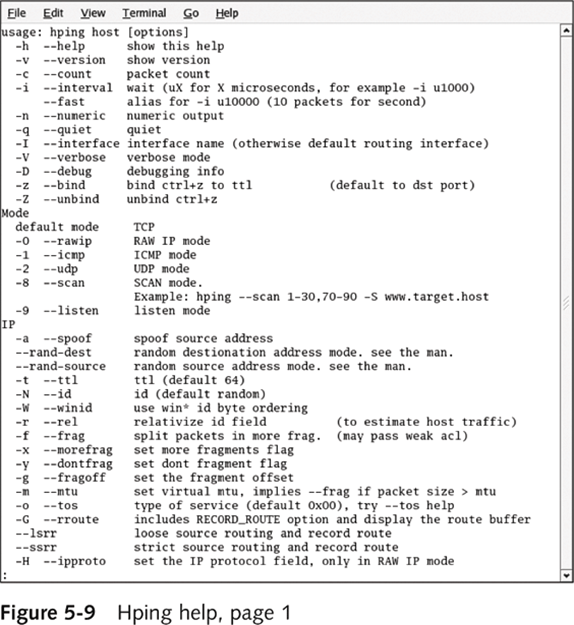 File Edit View Terminal Go Help
usage: hping host [options]
-h --help show this help
-v --version show version
-c --count packet count
-i --interval wait (uX for X microseconds, for example -i u1000)
--fast alias for -i u10000 (10 packets for second)
-n --numeric numeric output
-q --quiet quiet
-I --interface interface name (otherwise default routing interface)
-V --verbose verbose mode
-D --debug debugging info
-z --bind bind ctrl+z to ttl (default to dst port)
-Z --unbind unbind ctrl+z
Mode
default mode TCP
-0 --rawip RAW IP mode
-1 --icmp ICMP mode
-2 --udp UDP mode
-8 --scan SCAN mode.
Example: hping --scan 1-30,70-90 -S www.target.host
-9 --listen listen mode
IP
-a --spoof spoof source address
--rand-dest random destionation address mode. see the man.
--rand-source random source address mode. see the man.
-t --ttl ttl (default 64)
-N --id id (default random)
-W --winid use win* id byte ordering
-r --rel relativize id field (to estimate host traffic)
-f --frag split packets in more frag. (may pass weak acl)
-x --morefrag set more fragments flag
-y --dontfrag set dont fragment flag
-g --fragoff set the fragment offset
-m --mtu set virtual mtu, implies --frag if packet size > mtu
-o --tos type of service (default 0x00), try --tos help
-G --rroute includes RECORD_ROUTE option and display the route buffer
--lsrr loose source routing and record route
--ssrr strict source routing and record route
-H --ipproto set the IP protocol field, only in RAW IP mode
:
Figure 5-9 Hping help, page 1